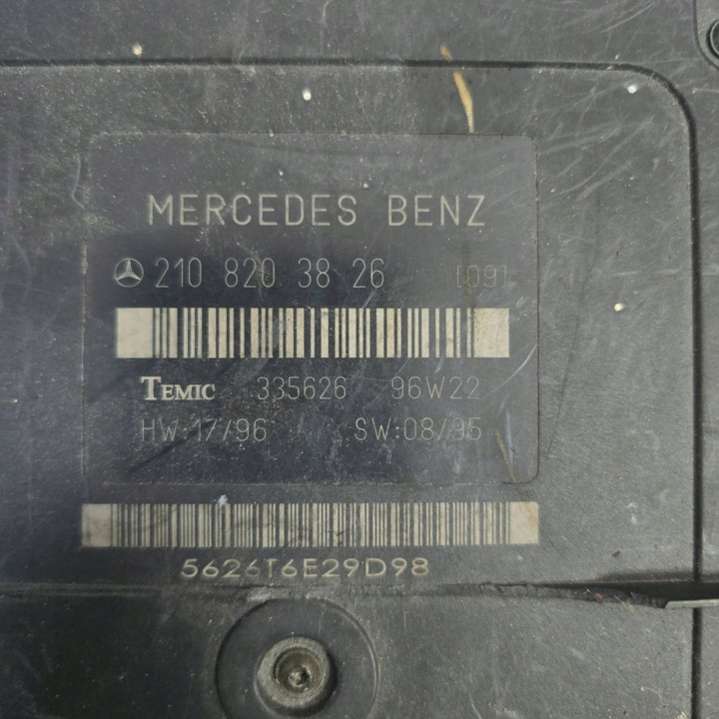 MERCEDES BENZ
210 820 38 26 [09]
TEMIC 335626 96W22
HW:17/96 SW:08/95
5626T6E29D98